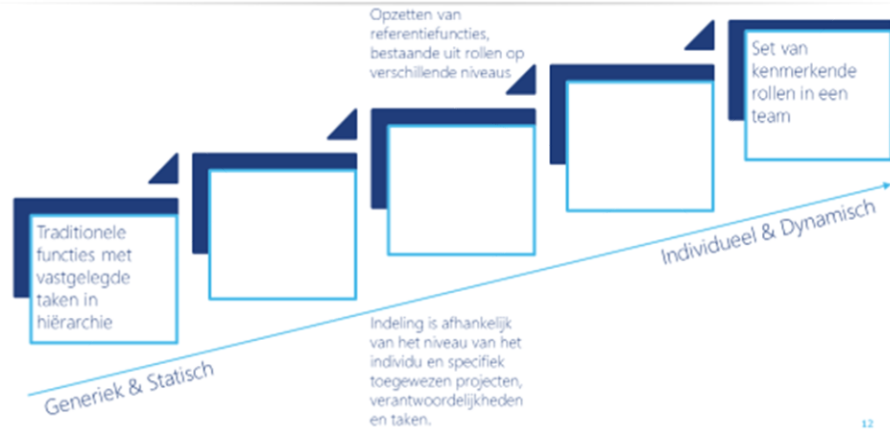 Opzetten van
referentiefuncties,
bestaande uit rollen op
verschillende niveaus
Set van
kenmerkende
rollen in een
team
Traditionele
functies met
vastgelegde
taken in
hiërarchie
Individueel & Dynamisch
Indeling is afhankelijk
van het niveau van het
individu en specifiek
toegewezen projecten,
verantwoordelijkheden
en taken.
Generiek & Statisch
12